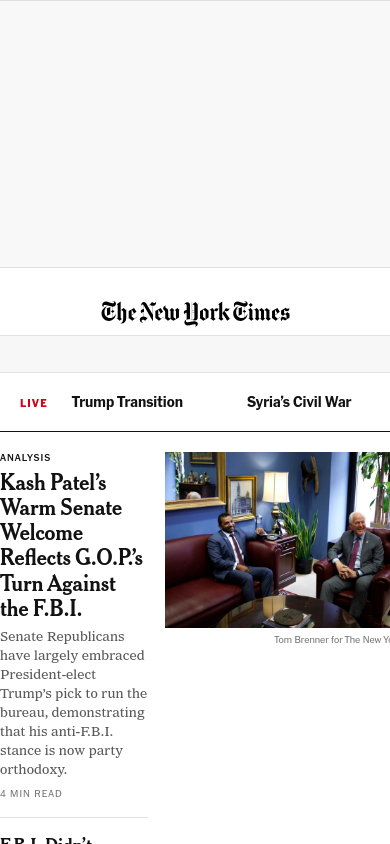 The New York Times
LIVE Trump Transition Syria’s Civil War
ANALYSIS
Kash Patel’s
Warm Senate
Welcome
Reflects G.O.P.’s
Turn Against
the F.B.I.
Senate Republicans
have largely embraced
President-elect
Trump’s pick to run the
bureau, demonstrating
that his anti-F.B.I.
stance is now party
orthodoxy.
4 MIN READ
Tom Brenner for The New Yo
F.B.I. Didn’t